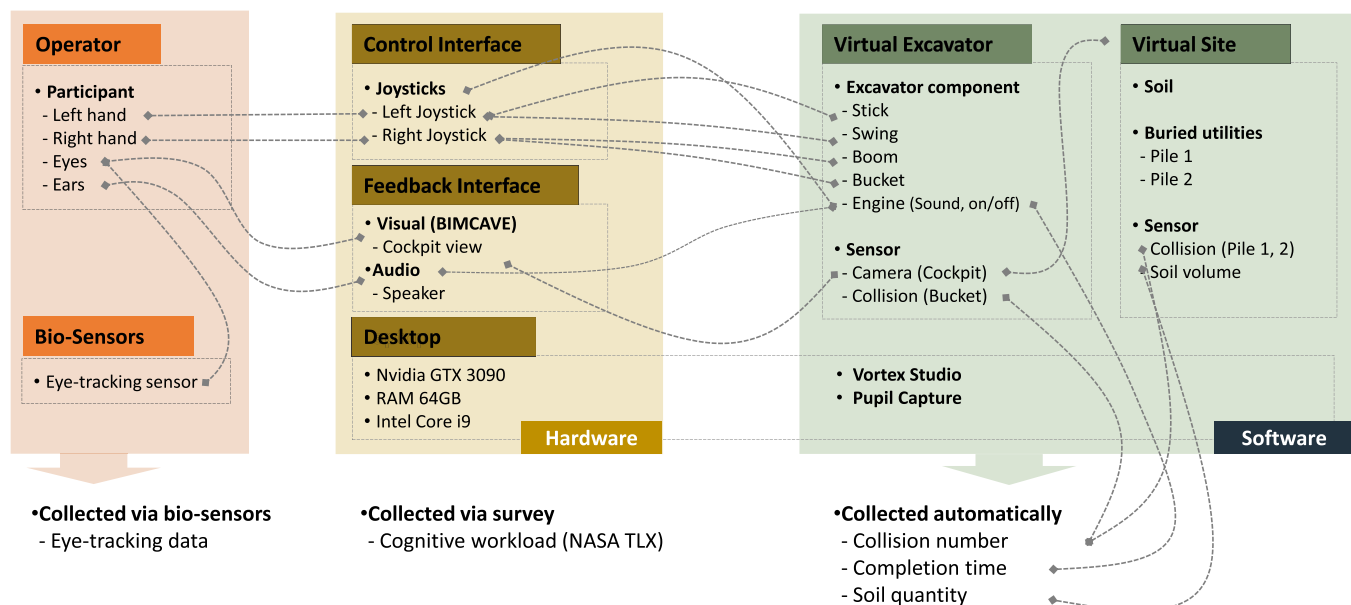 Operator
• Participant
- Left hand
- Right hand
- Eyes
- Ears
Bio-Sensors
• Eye-tracking sensor
•Collected via bio-sensors
- Eye-tracking data
Control Interface
• Joysticks
- Left Joystick
- Right Joystick
Feedback Interface
• Visual (BIMCAVE)
- Cockpit view
•Audio
- Speaker
Desktop
• Nvidia GTX 3090
• RAM 64GB
• Intel Core i9
Hardware
•Collected via survey
- Cognitive workload (NASA TLX)
Virtual Excavator
• Excavator component
- Stick
- Swing
- Boom
- Bucket
- Engine (Sound, on/off)
• Sensor
- Camera (Cockpit)
- Collision (Bucket)
Virtual Site
• Soil
• Buried utilities
- Pile 1
- Pile 2
• Sensor
- Collision (Pile 1, 2)
- Soil volume
• Vortex Studio
• Pupil Capture
Software
•Collected automatically
- Collision number
- Completion time
- Soil quantity